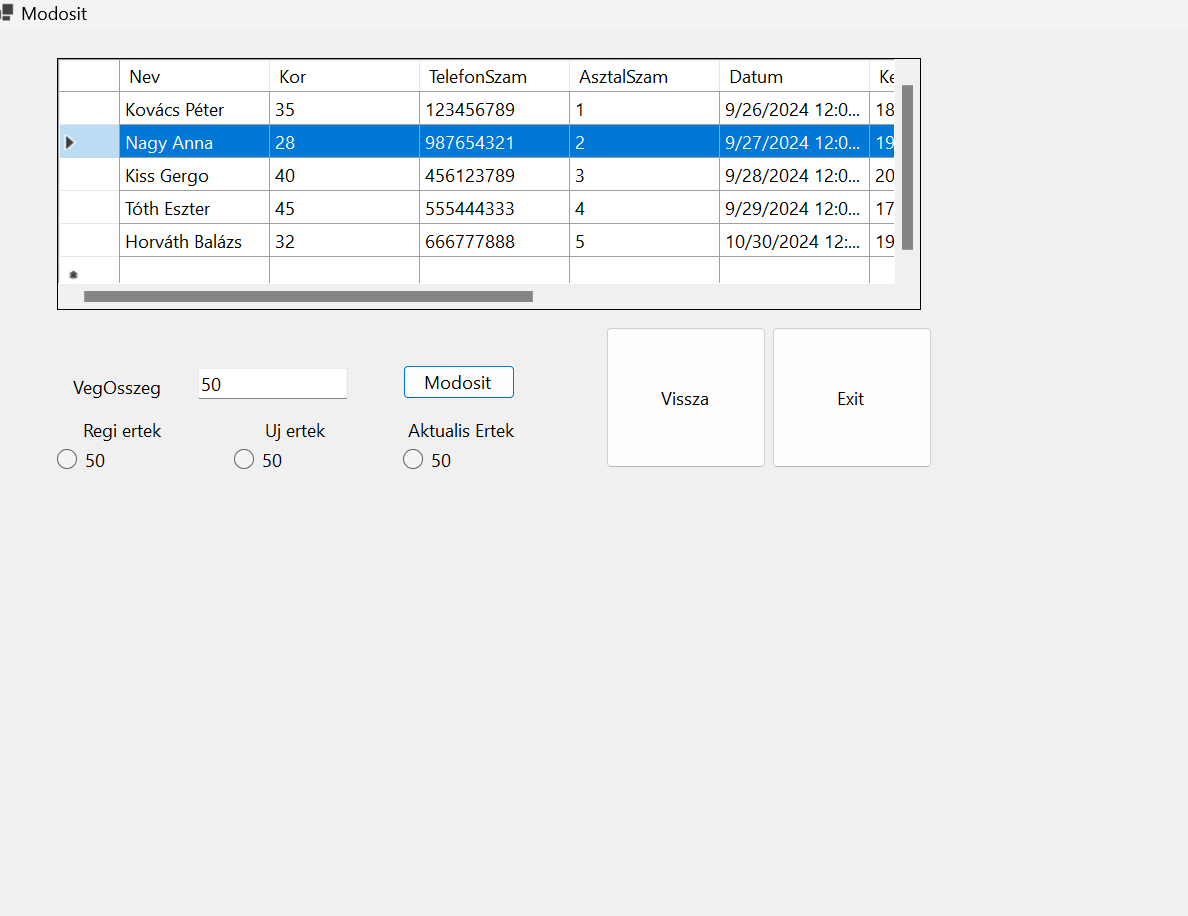 Modosit
Nev Kor TelefonSzam AsztalSzam Datum Ke
Kovács Péter 35 123456789 1 9/26/2024 12:0... 18
Nagy Anna 28 987654321 2 9/27/2024 12:0... 19
Kiss Gergo 40 456123789 3 9/28/2024 12:0... 20
Tóth Eszter 45 555444333 4 9/29/2024 12:0... 17
Horváth Balázs 32 666777888 5 10/30/2024 12:... 19
VegOsszeg 50 Modosit
Regi ertek Uj ertek Aktualis Ertek
50 50 50
Vissza Exit